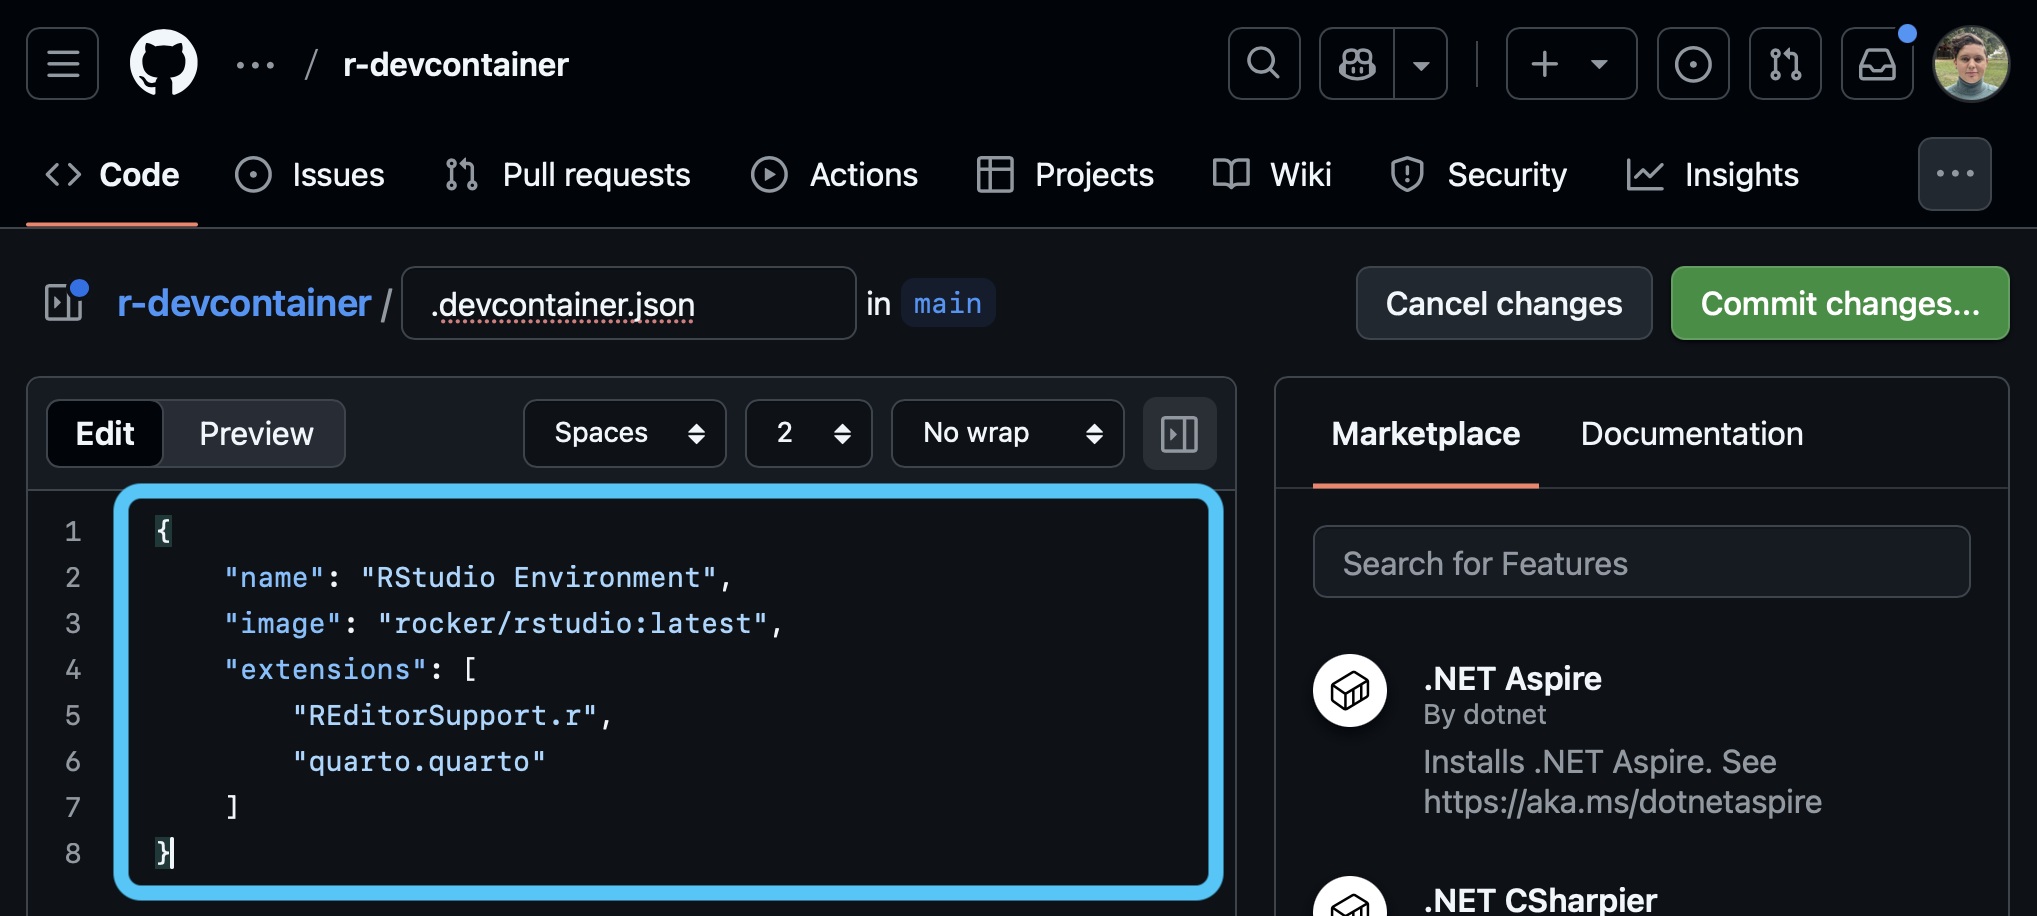 ... / r-devcontainer
Code Issues Pull requests Actions Projects Wiki Security Insights ...
r-devcontainer / .devcontainer.json in main Cancel changes Commit changes...
Edit Preview Spaces 2 No wrap
Marketplace Documentation
Search for Features
1 {
2 "name": "RStudio Environment",
3 "image": "rocker/rstudio:latest",
4 "extensions": [
5 "REditorSupport.r",
6 "quarto.quarto"
7 ]
8 }
.NET Aspire
By dotnet
Installs .NET Aspire. See
https://aka.ms/dotnetaspire
.NET CSharpier